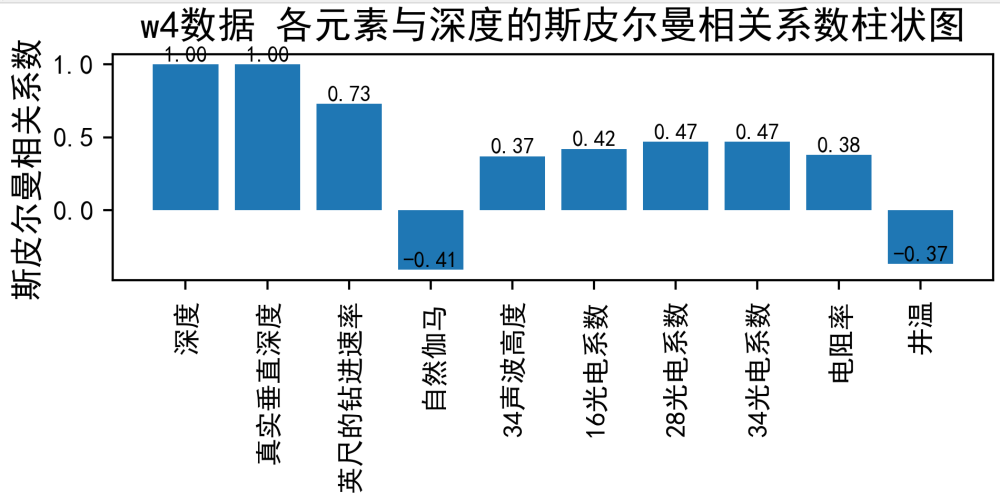 w4数据 各元素与深度的斯皮尔曼相关系数柱状图
斯皮尔曼相关系数
1.0
0.5
0.0
1.00
1.00
0.73
-0.41
0.37
0.42
0.47
0.47
0.38
-0.37
深度
真实垂直深度
英尺的钻进速率
自然伽马
34声波高度
16光电系数
28光电系数
34光电系数
电阻率
井温